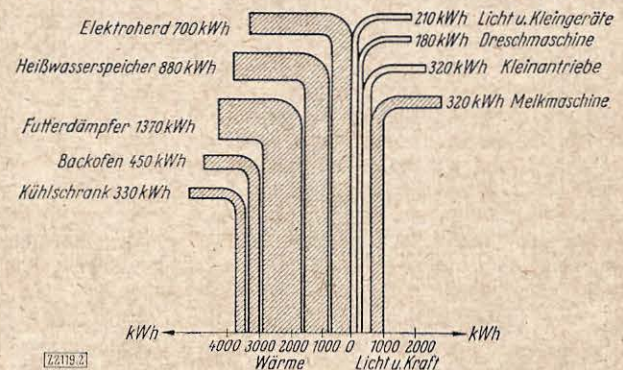 Elektroherd 700 kWh
Heißwasserspeicher 880 kWh
Futterdämpfer 1370 kWh
Backofen 450 kWh
Kühlschrank 330 kWh
210 kWh Licht u. Kleingeräte
180 kWh Dreschmaschine
320 kWh Kleinantriebe
320 kWh Melkmaschine
kWh
kWh
4000 3000 2000 1000 0 1000 2000
Wärme
Licht u. Kraft
ZZ119.2